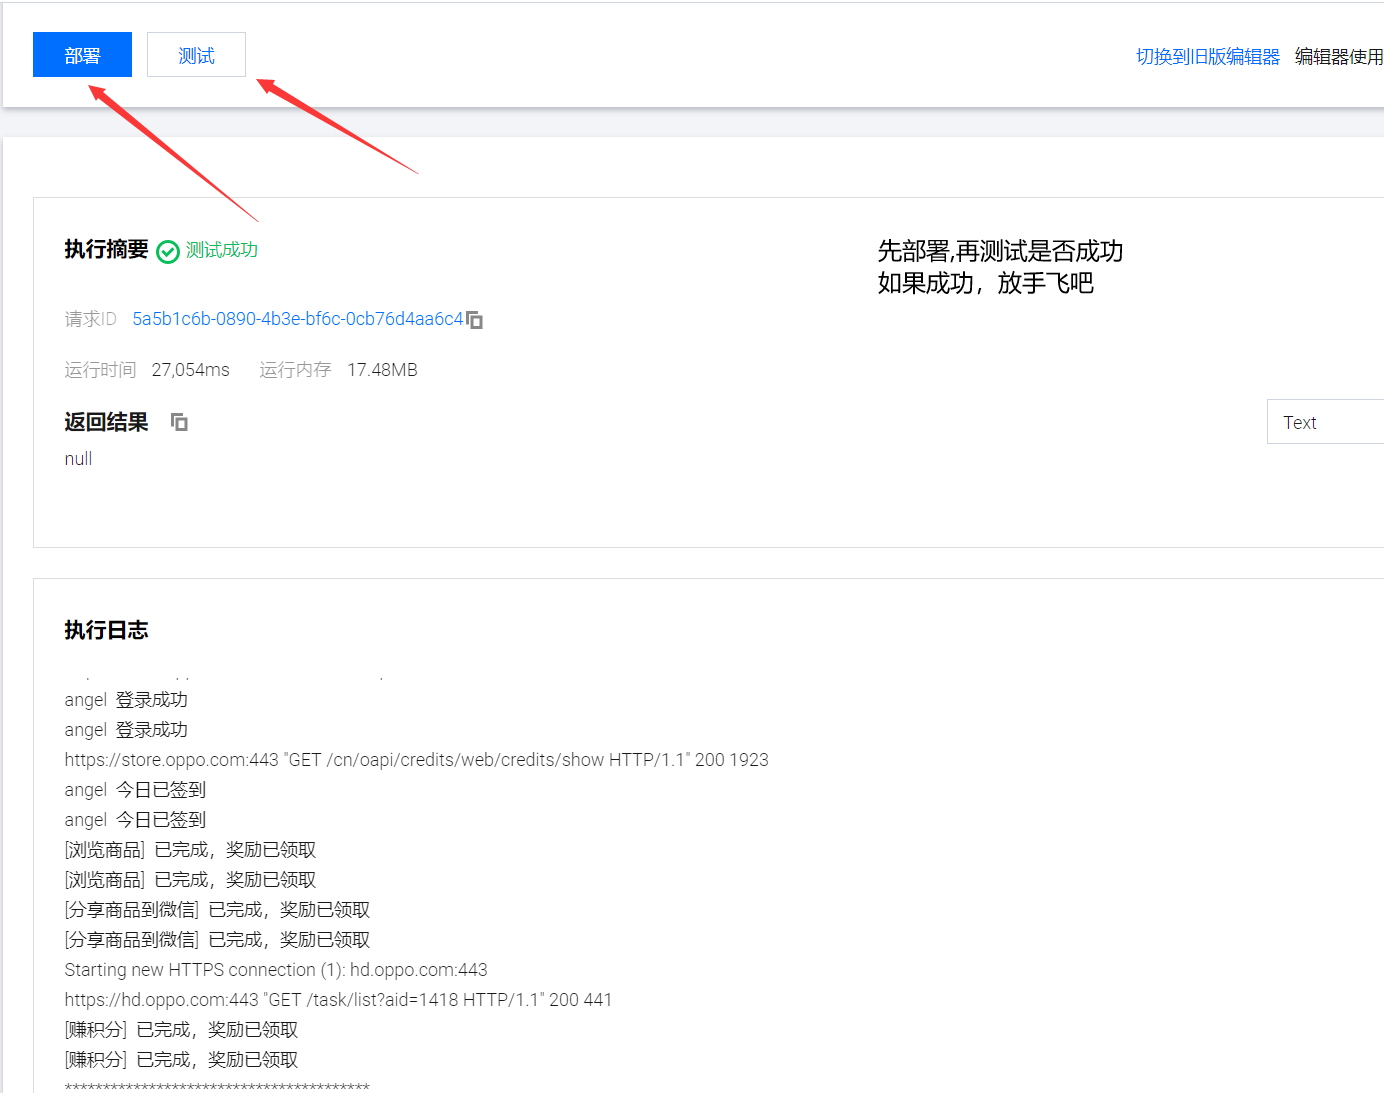 部署 测试 切换到旧版编辑器 编辑器使用
执行摘要 测试成功
先部署,再测试是否成功
如果成功，放手飞吧
请求ID 5a5b1c6b-0890-4b3e-bf6c-0cb76d4aa6c4
运行时间 27,054ms 运行内存 17.48MB
返回结果 Text
null
执行日志
angel 登录成功
angel 登录成功
https://store.oppo.com:443 "GET /cn/oapi/credits/web/credits/show HTTP/1.1" 200 1923
angel 今日已签到
angel 今日已签到
[浏览商品] 已完成，奖励已领取
[浏览商品] 已完成，奖励已领取
[分享商品到微信] 已完成，奖励已领取
[分享商品到微信] 已完成，奖励已领取
Starting new HTTPS connection (1): hd.oppo.com:443
https://hd.oppo.com:443 "GET /task/list?aid=1418 HTTP/1.1" 200 441
[赚积分] 已完成，奖励已领取
[赚积分] 已完成，奖励已领取
****************************************